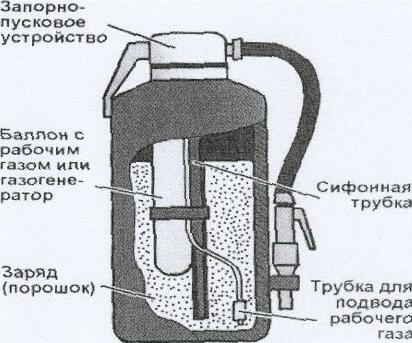 Запорно-
пусковое
устройство
Баллон с
рабочим
газом или
газогене-
ратор
Сифонная
трубка
Заряд
(порошок)
Трубка для
подвода
рабочего
газа